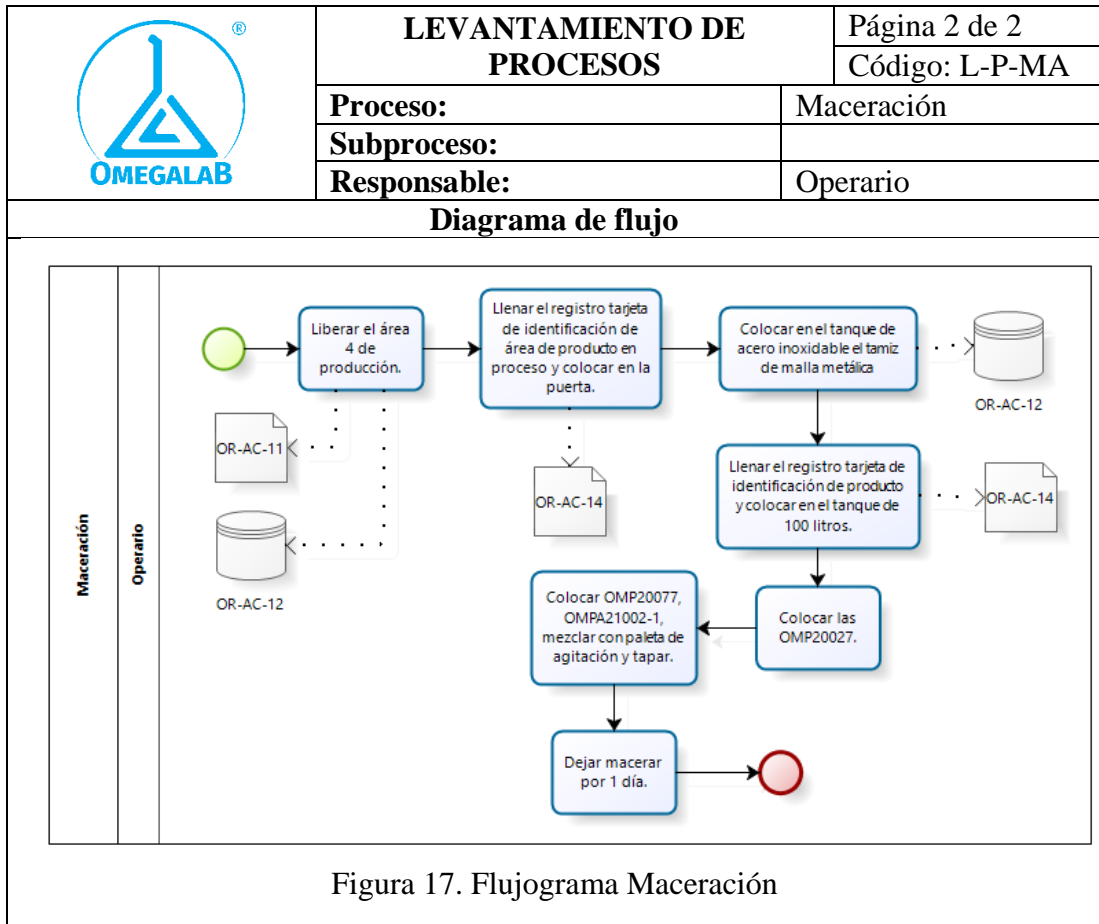 ®
OMEGALAB
LEVANTAMIENTO DE
PROCESOS
Página 2 de 2
Código: L-P-MA
Proceso:
Maceración
Subproceso:
Responsable:
Operario
Diagrama de flujo
Maceración
Operario
Liberar el área
4 de
producción.
OR-AC-11
OR-AC-12
Llenar el registro tarjeta
de identificación de
área de producto en
proceso y colocar en la
puerta.
OR-AC-14
Colocar en el tanque de
acero inoxidable el tamiz
de malla metálica
OR-AC-12
Llenar el registro tarjeta de
identificación de producto
y colocar en el tanque de
100 litros.
OR-AC-14
Colocar las
OMP20027.
Colocar OMP20077,
OMPA21002-1,
mezclar con paleta de
agitación y tapar.
Dejar macerar
por 1 día.
Figura 17. Flujograma Maceración